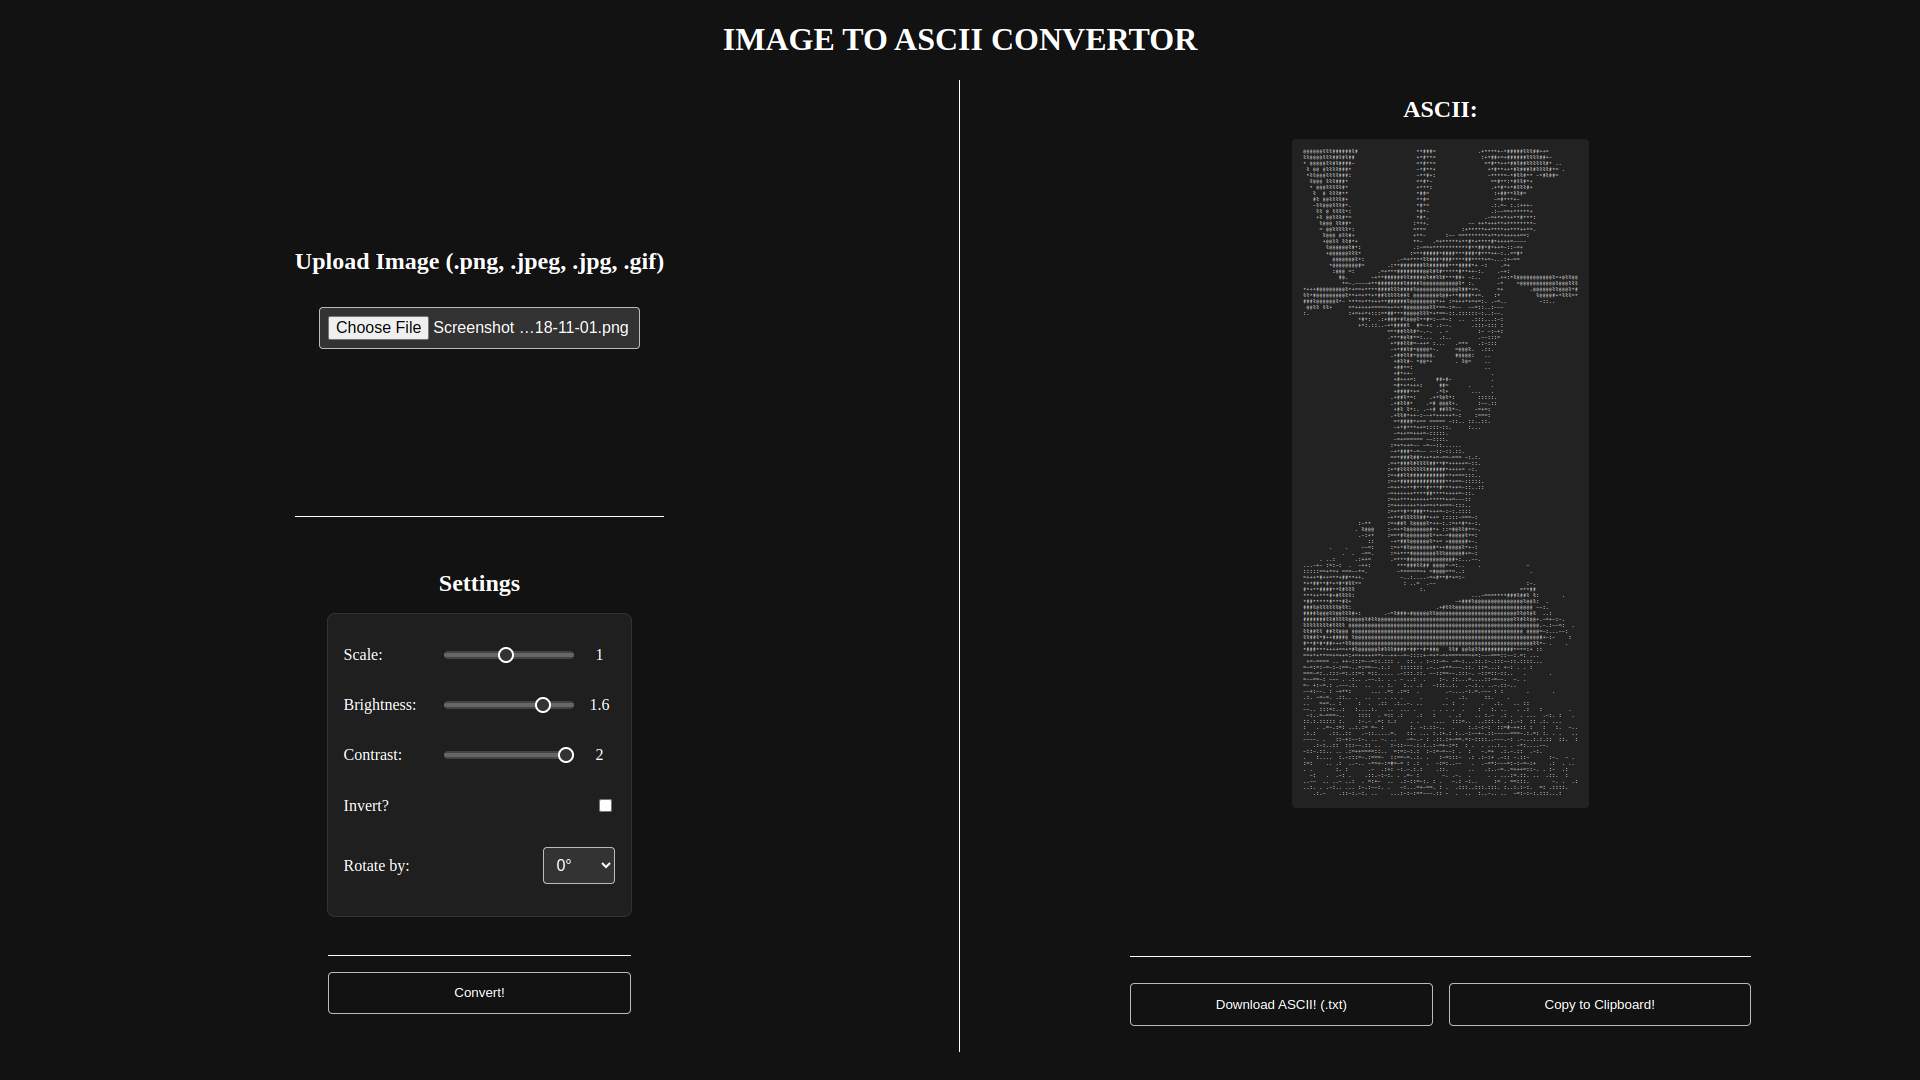 IMAGE TO ASCII CONVERTOR
Upload Image (.png, .jpeg, .jpg, .gif)
Choose File Screenshot …18-11-01.png
Settings
Scale: 1
Brightness: 1.6
Contrast: 2
Invert?
Rotate by: 0°
Convert!
ASCII:
Download ASCII! (.txt)
Copy to Clipboard!